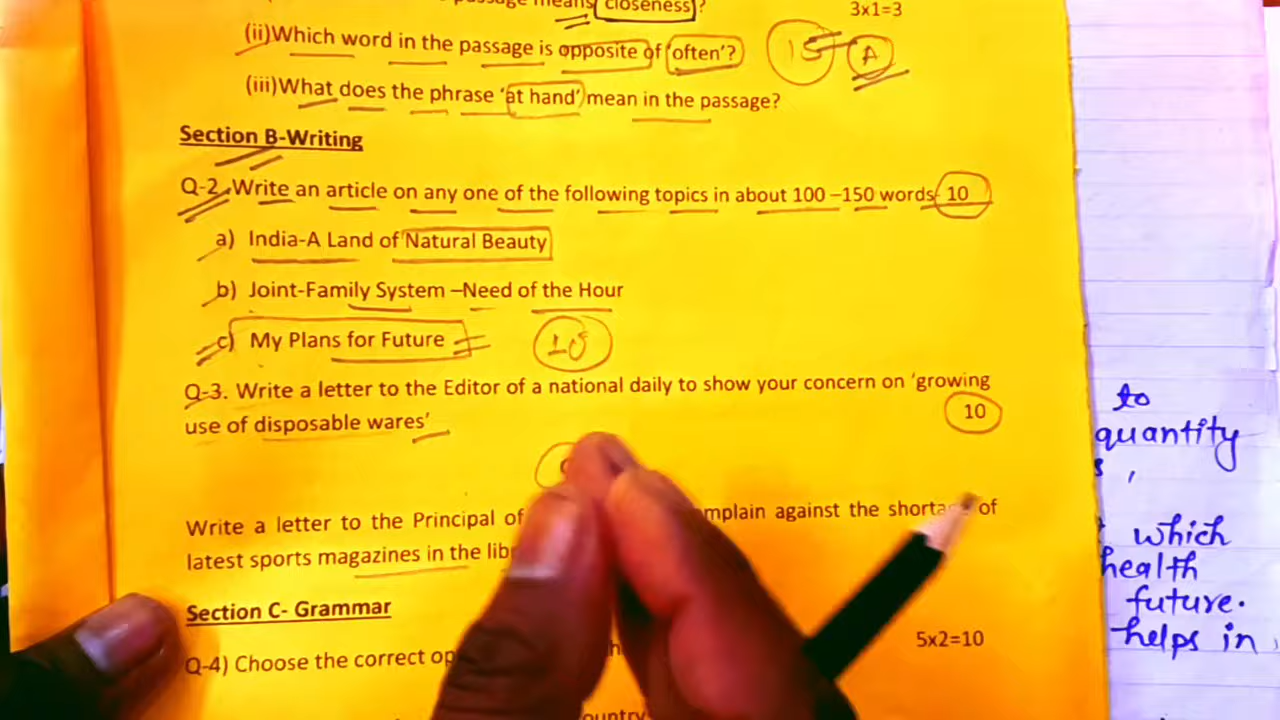 passage means closeness? 3x1=3
(ii)Which word in the passage is opposite of 'often'? 15 A
(iii)What does the phrase 'at hand' mean in the passage?
Section B-Writing
Q-2.Write an article on any one of the following topics in about 100 –150 words- 10
a) India-A Land of Natural Beauty
b) Joint-Family System –Need of the Hour
c) My Plans for Future 10
Q-3. Write a letter to the Editor of a national daily to show your concern on 'growing
use of disposable wares' 10
Write a letter to the Principal of mplain against the of
latest sports magazines in the
Section C- Grammar
Q-4) Choose the correct 5x2=10
to
quantity
s ,
which
health
future.
helps in